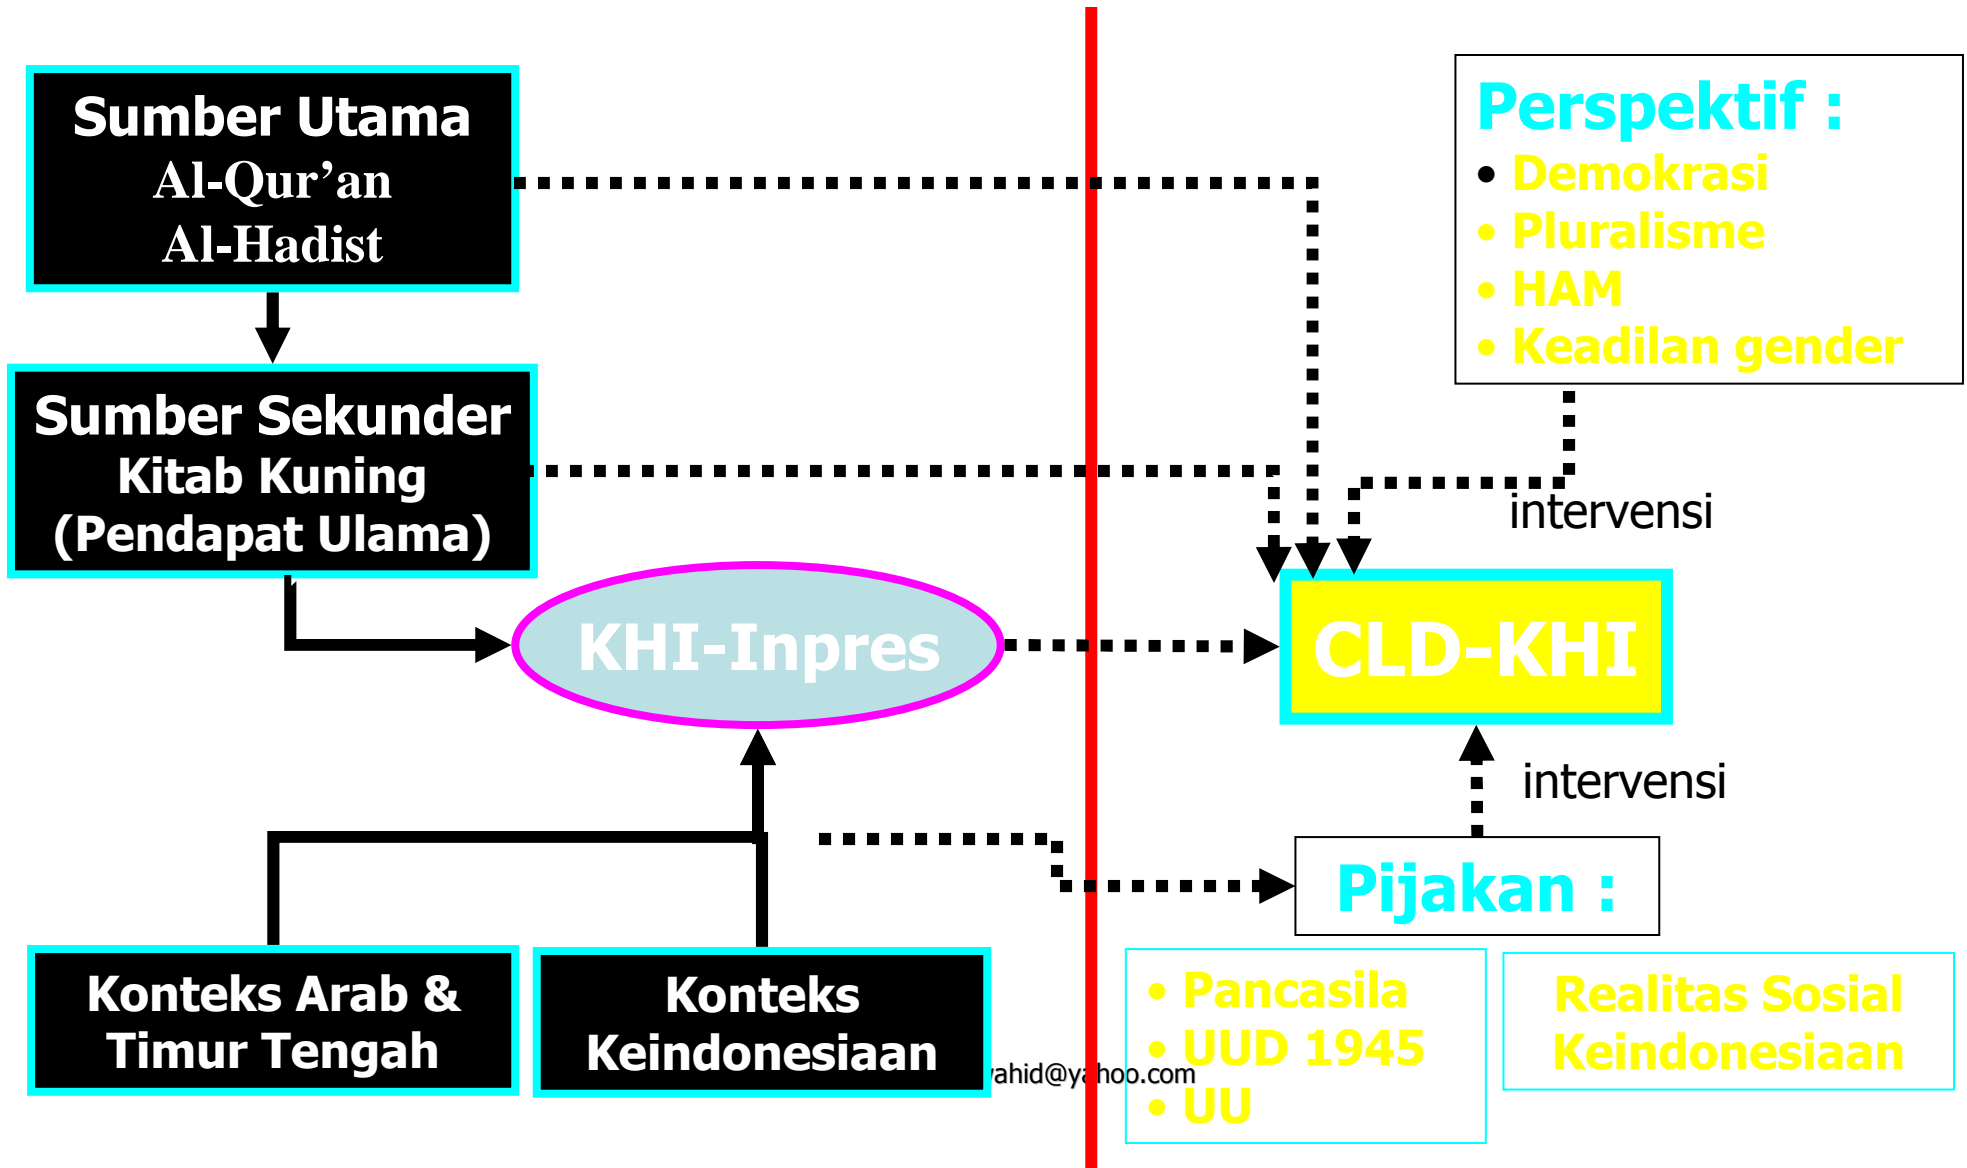 Sumber Utama
Al-Qur’an
Al-Hadist
Sumber Sekunder
Kitab Kuning
(Pendapat Ulama)
KHI-Inpres
Konteks Arab &
Timur Tengah
Konteks
Keindonesiaan
Perspektif :
• Demokrasi
• Pluralisme
• HAM
• Keadilan gender
intervensi
CLD-KHI
intervensi
Pijakan :
• Pancasila
• UUD 1945
• UU
Realitas Sosial
Keindonesiaan